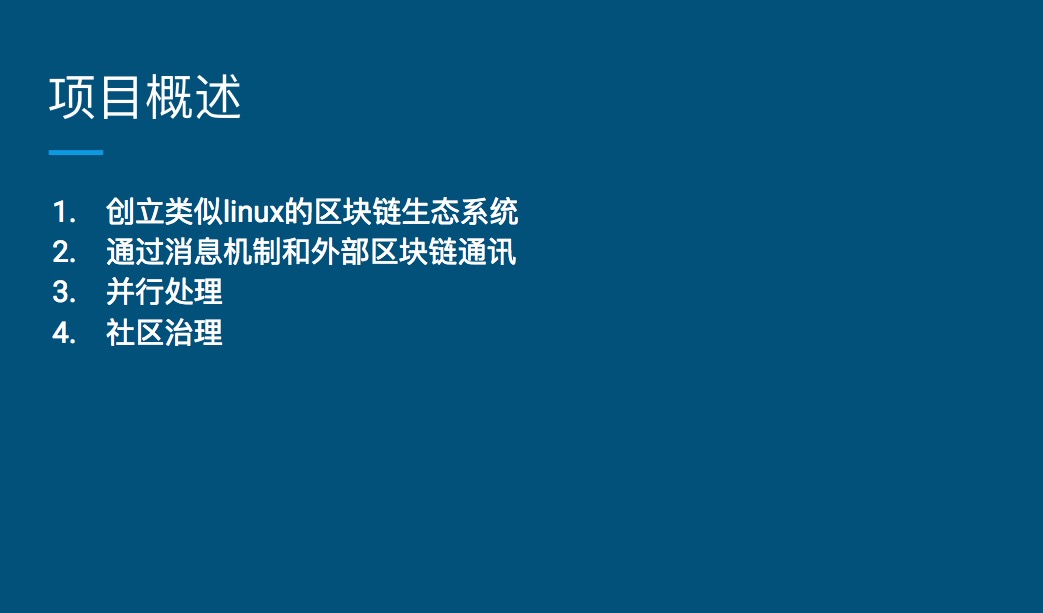 项目概述
1. 创立类似linux的区块链生态系统
2. 通过消息机制和外部区块链通讯
3. 并行处理
4. 社区治理